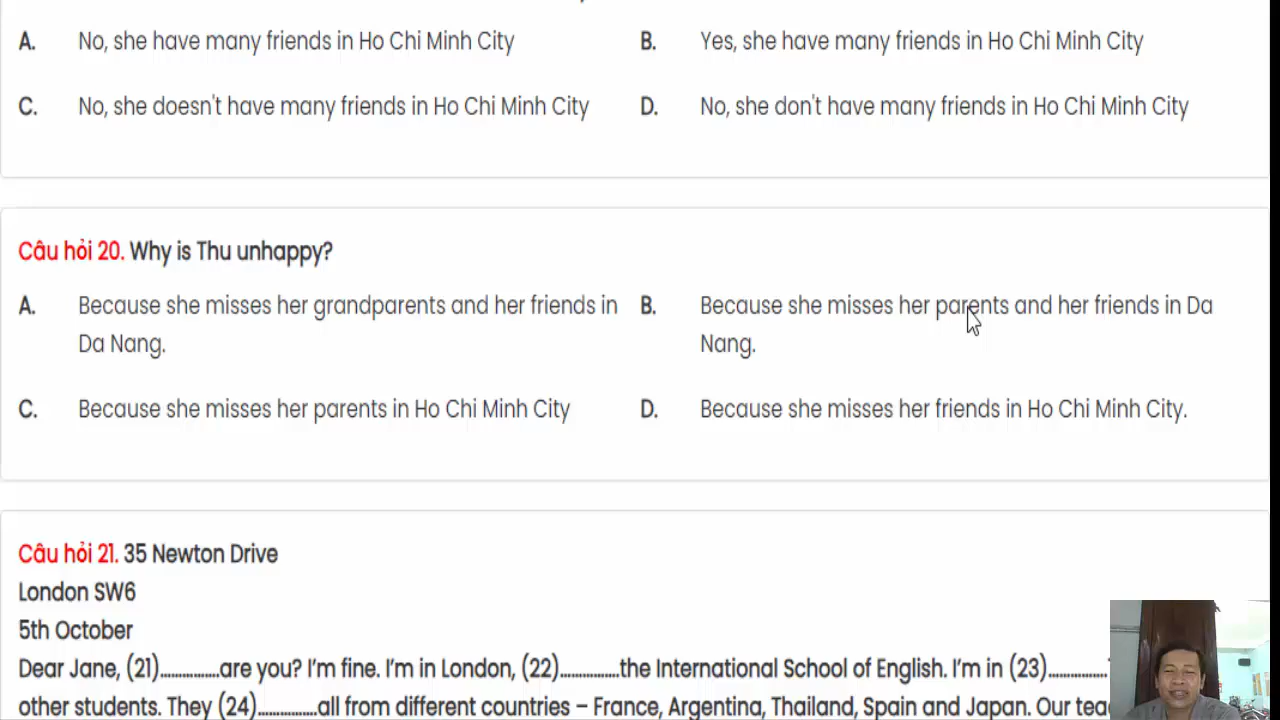 A. No, she have many friends in Ho Chi Minh City B. Yes, she have many friends in Ho Chi Minh City
C. No, she doesn't have many friends in Ho Chi Minh City D. No, she don't have many friends in Ho Chi Minh City
Câu hỏi 20. Why is Thu unhappy?
A. Because she misses her grandparents and her friends in
Da Nang.
B. Because she misses her parents and her friends in Da
Nang.
C. Because she misses her parents in Ho Chi Minh City D. Because she misses her friends in Ho Chi Minh City.
Câu hỏi 21. 35 Newton Drive
London SW6
5th October
Dear Jane, (21)...............are you? I'm fine. I'm in London, (22)...............the International School of English. I'm in (23)...............
other students. They (24)...............all from different countries – France, Argentina, Thailand, Spain and Japan. Our